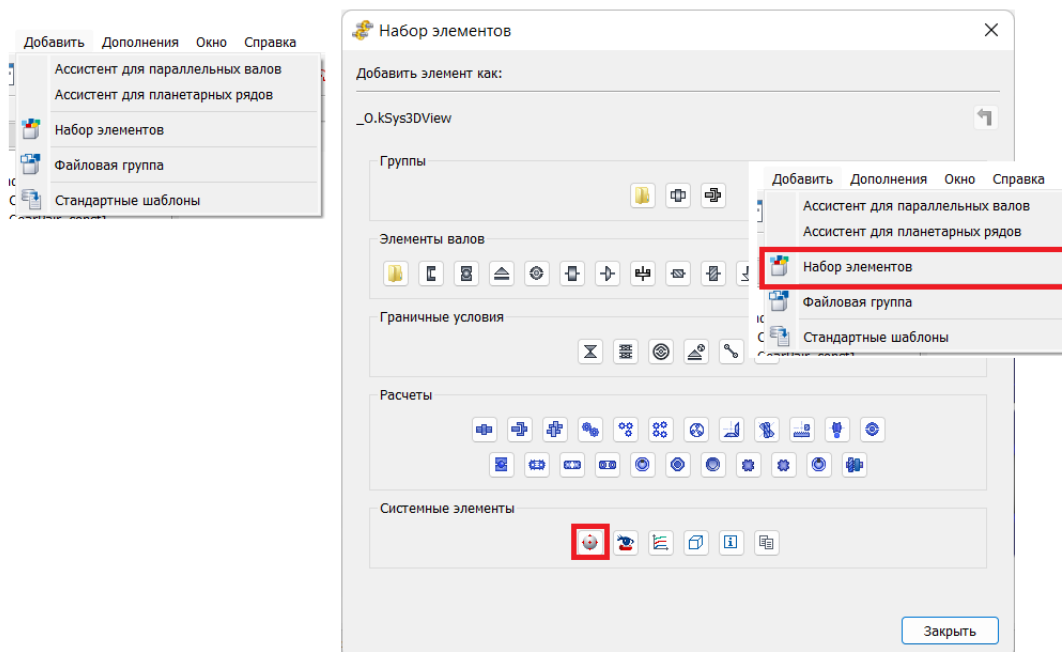 Добавить Дополнения Окно Справка
Ассистент для параллельных валов
Ассистент для планетарных рядов
Набор элементов
Файловая группа
Стандартные шаблоны
Набор элементов
Добавить элемент как:
_O.kSys3DView
Группы
Элементы валов
Граничные условия
Расчеты
Системные элементы
Закрыть
Добавить Дополнения Окно Справка
Ассистент для параллельных валов
Ассистент для планетарных рядов
Набор элементов
Файловая группа
Стандартные шаблоны